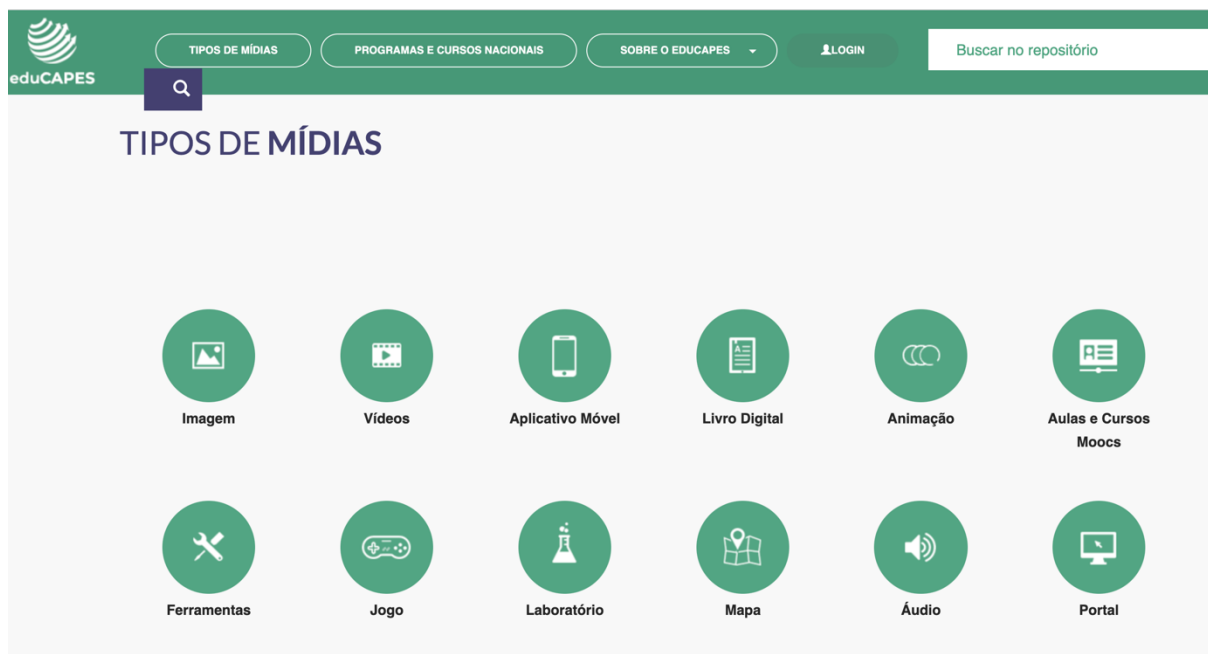 eduCAPES
TIPOS DE MÍDIAS
PROGRAMAS E CURSOS NACIONAIS
SOBRE O EDUCAPES
LOGIN
Buscar no repositório
TIPOS DE MÍDIAS
Imagem
Vídeos
Aplicativo Móvel
Livro Digital
Animação
Aulas e Cursos
Moocs
Ferramentas
Jogo
Laboratório
Mapa
Áudio
Portal